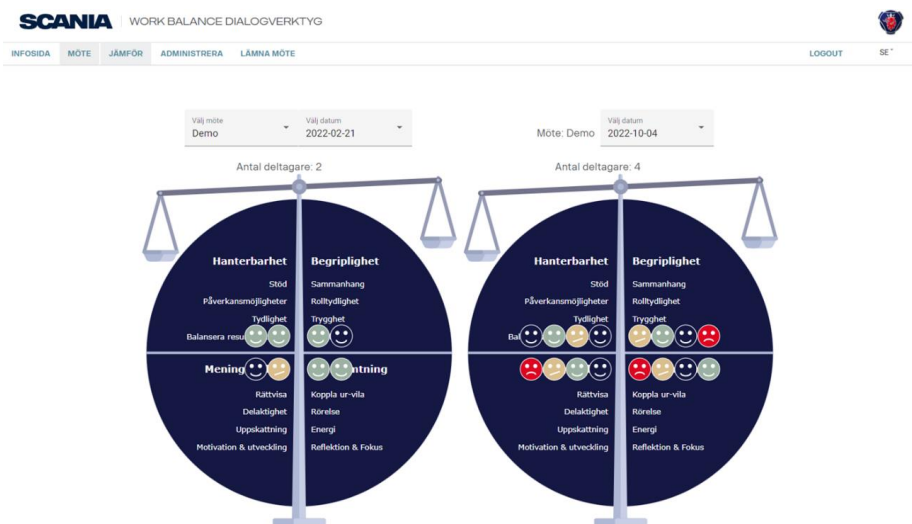 SCANIA WORK BALANCE DIALOGVERKTYG
INFOSIDA MÖTE JÄMFÖR ADMINISTRERA LÄMNA MÖTE LOGOUT SE
Välj möte
Demo
Välj datum
2022-02-21
Antal deltagare: 2
Hanterbarhet
Stöd
Påverkansmöjligheter
Tydlighet
Balansera
Begriplighet
Sammanhang
Rolltydlighet
Trygghet
Rättvisa
Delaktighet
Uppskattning
Motivation & utveckling
Koppla ur-vila
Rörelse
Energi
Reflektion & Fokus
Möte: Demo
Välj datum
2022-10-04
Antal deltagare: 4
Hanterbarhet
Stöd
Påverkansmöjligheter
Tydlighet
Begriplighet
Sammanhang
Rolltydlighet
Trygghet
Rättvisa
Delaktighet
Uppskattning
Motivation & utveckling
Koppla ur-vila
Rörelse
Energi
Reflektion & Fokus